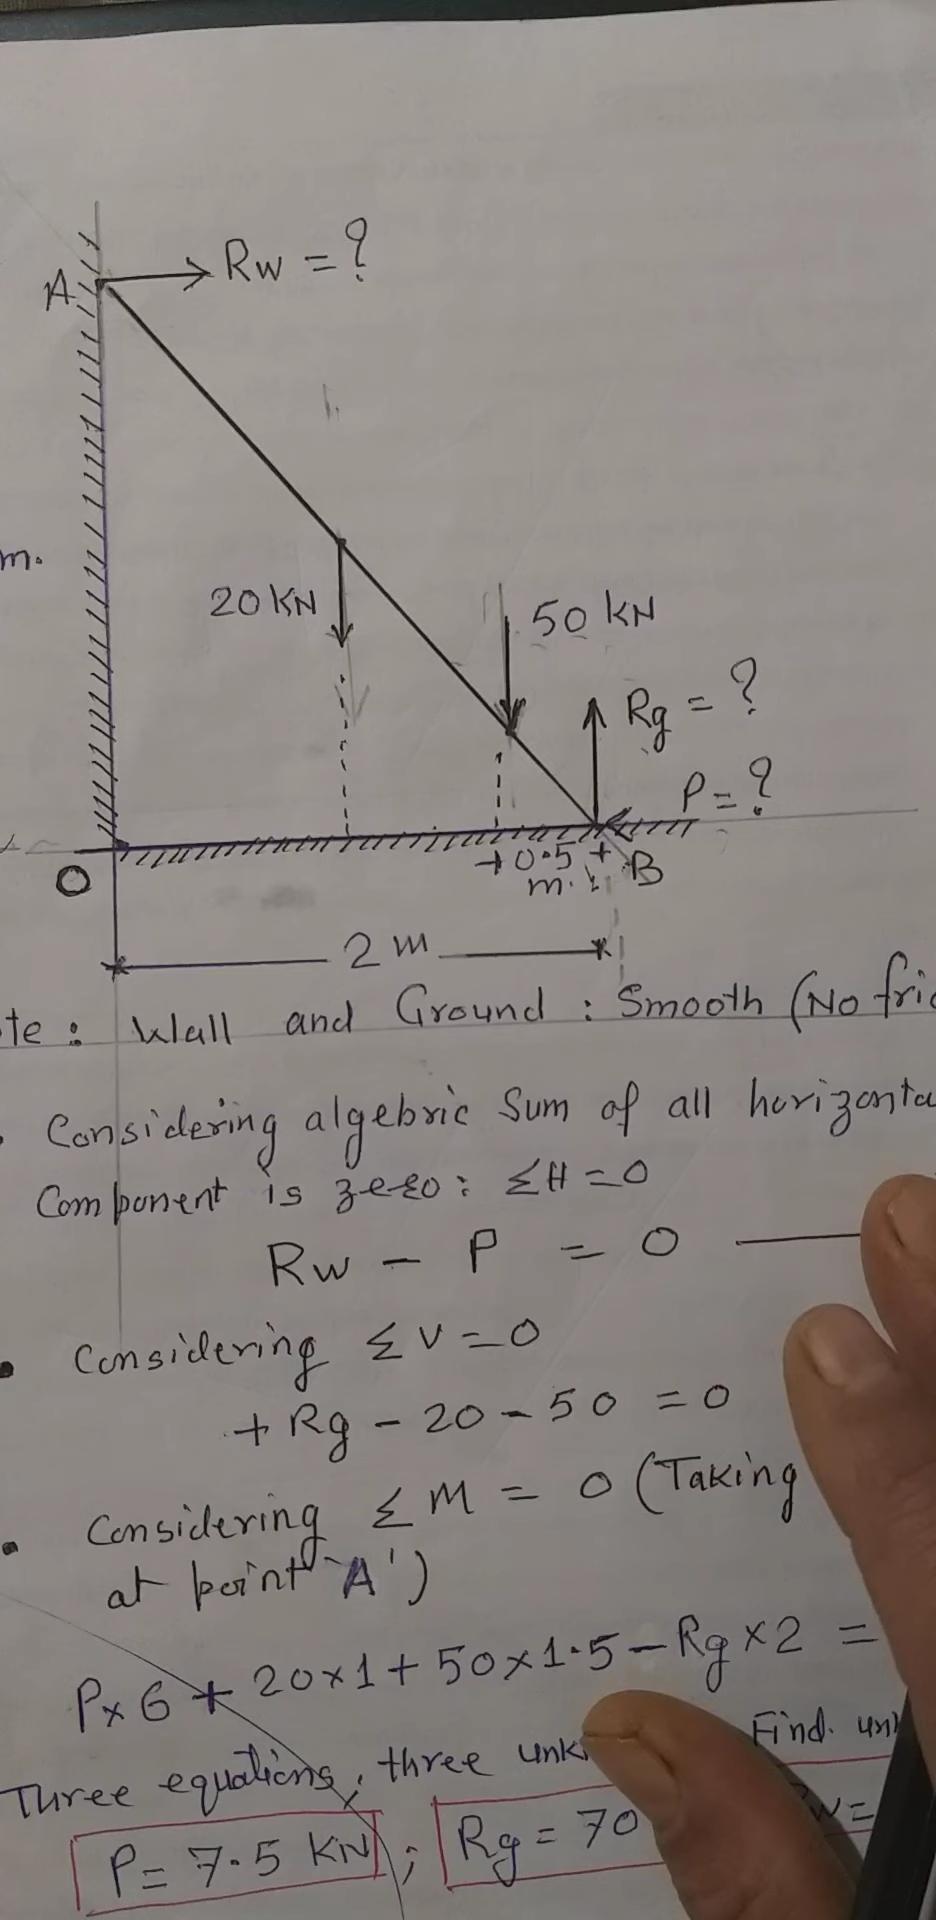 A
Rw = ?
m.
20 KN
50 KN
Rg = ?
P = ?
O
0.5
m.
B
2 m
te : Wall and Ground : Smooth (No fric
Considering algebric Sum of all horizonta
Component is zero : ΣH = 0
Rw - P = 0
• Considering ΣV = 0
+ Rg - 20 - 50 = 0
• Considering ΣM = 0 (Taking
at point 'A')
P x 6 + 20 x 1 + 50 x 1.5 - Rg x 2 =
Three equations, three unk Find. un
P = 7.5 KN ; Rg = 70 w =